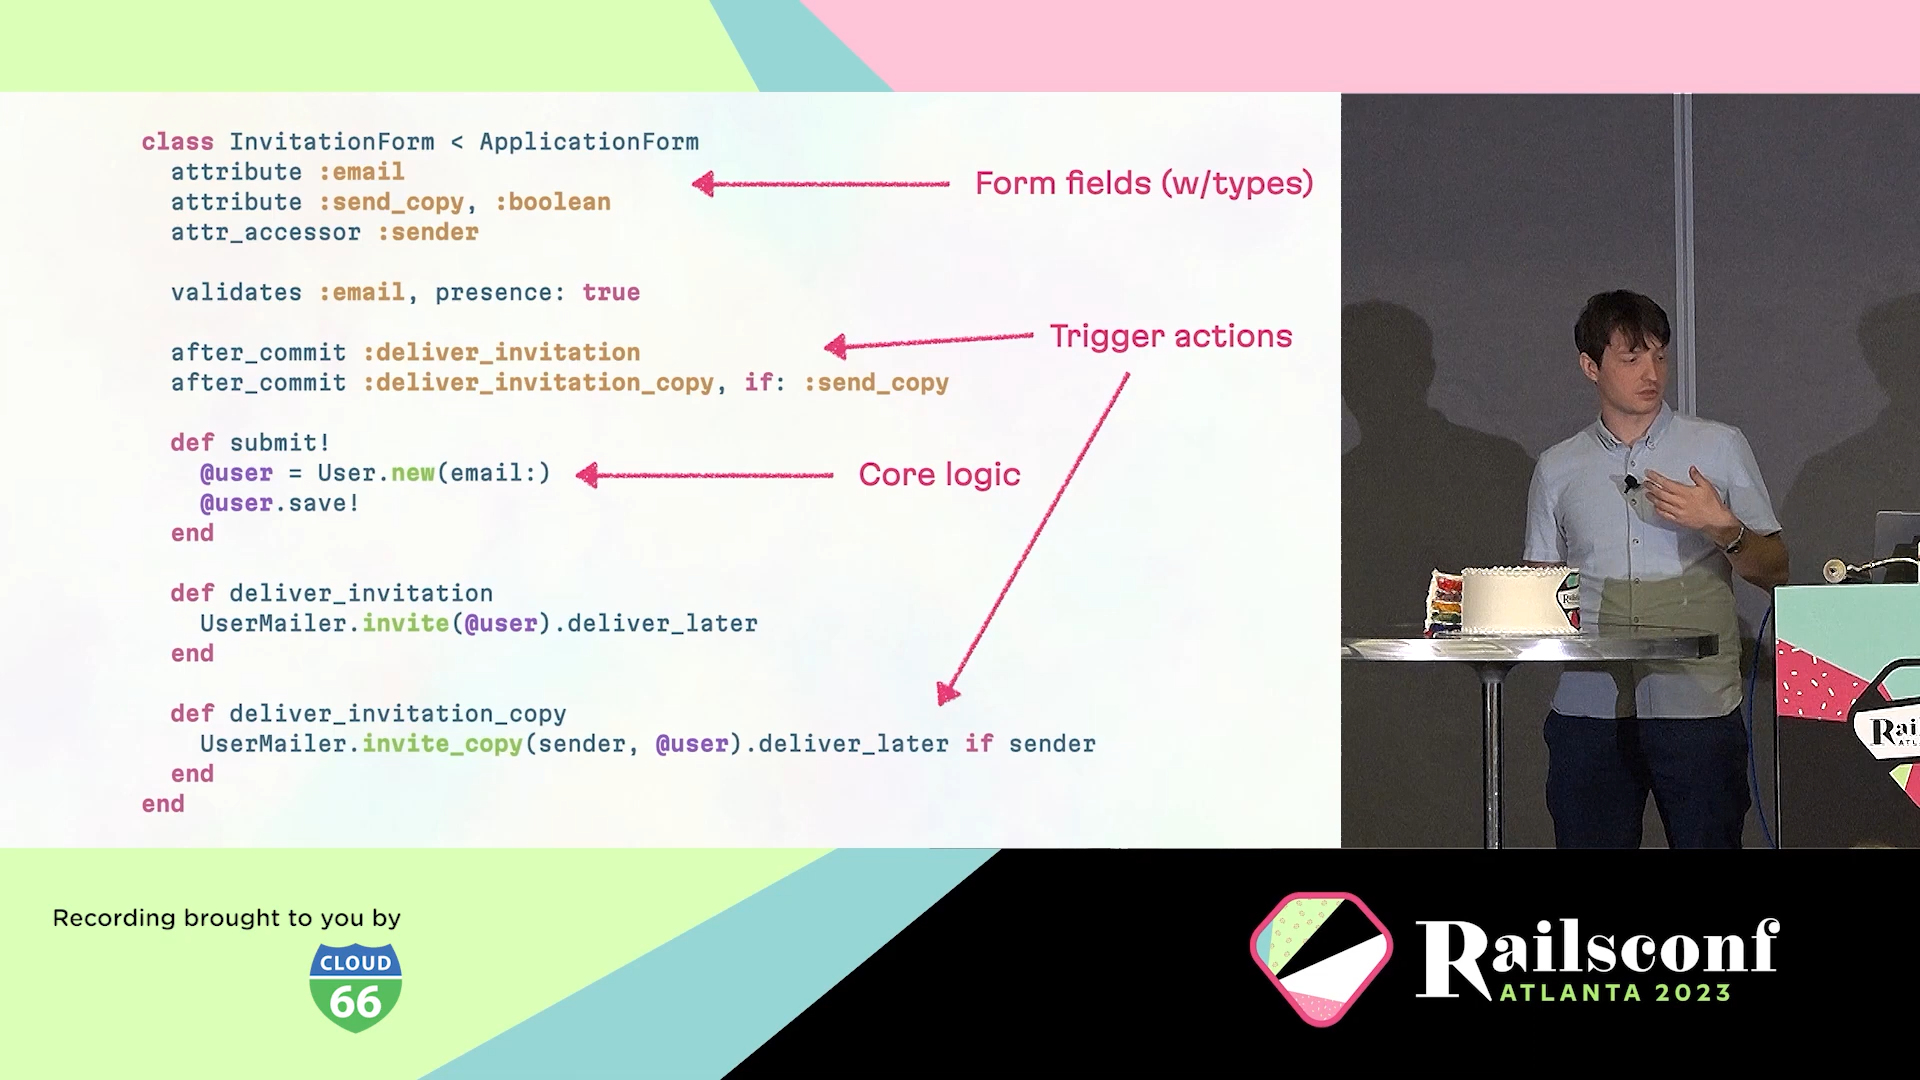 class InvitationForm < ApplicationForm
attribute :email
attribute :send_copy, :boolean
attr_accessor :sender
Form fields (w/types)
validates :email, presence: true
after_commit :deliver_invitation
after_commit :deliver_invitation_copy, if: :send_copy
Trigger actions
def submit!
@user = User.new(email:)
@user.save!
end
Core logic
def deliver_invitation
UserMailer.invite(@user).deliver_later
end
def deliver_invitation_copy
UserMailer.invite_copy(sender, @user).deliver_later if sender
end
end
Recording brought to you by
CLOUD
66
Railsconf
ATLANTA 2023